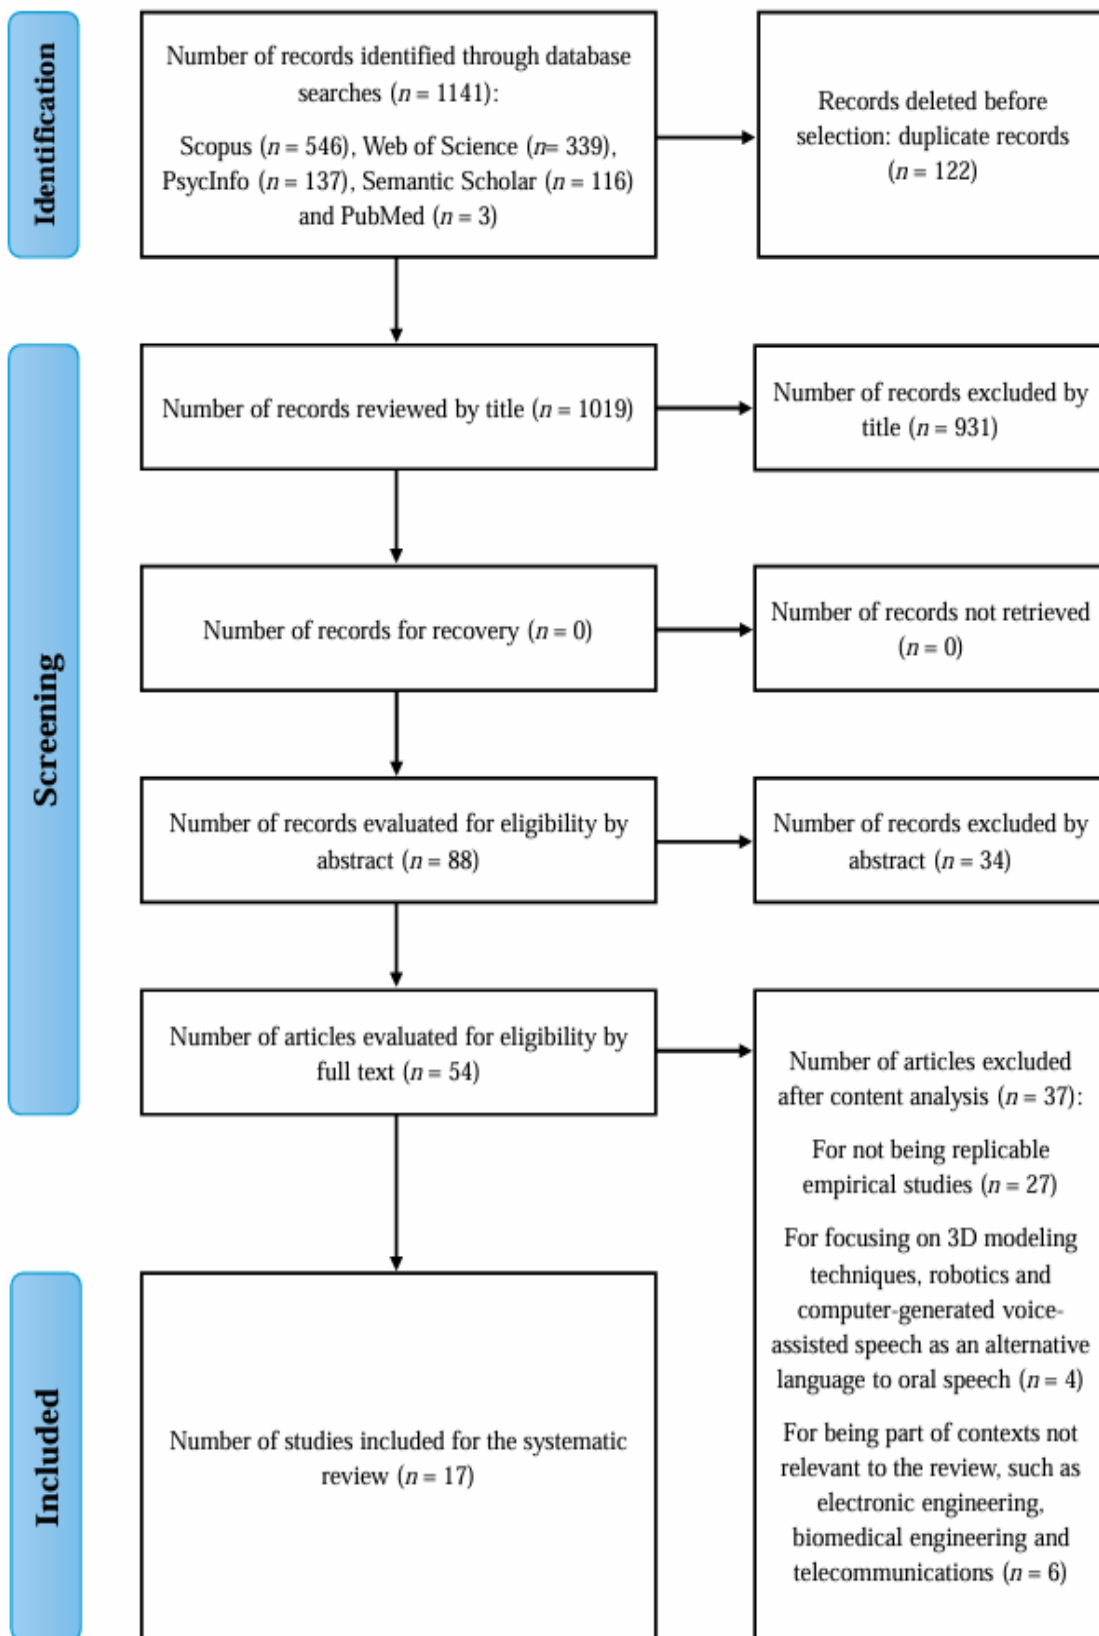 Identification
Number of records identified through database
searches (n = 1141):
Scopus (n = 546), Web of Science (n= 339),
PsycInfo (n = 137), Semantic Scholar (n = 116)
and PubMed (n = 3)
Records deleted before
selection: duplicate records
(n = 122)
Screening
Number of records reviewed by title (n = 1019)
Number of records excluded by
title (n = 931)
Number of records for recovery (n = 0)
Number of records not retrieved
(n = 0)
Number of records evaluated for eligibility by
abstract (n = 88)
Number of records excluded by
abstract (n = 34)
Number of articles evaluated for eligibility by
full text (n = 54)
Number of articles excluded
after content analysis (n = 37):
For not being replicable
empirical studies (n = 27)
For focusing on 3D modeling
techniques, robotics and
computer-generated voice-
assisted speech as an alternative
language to oral speech (n = 4)
For being part of contexts not
relevant to the review, such as
electronic engineering,
biomedical engineering and
telecommunications (n = 6)
Included
Number of studies included for the systematic
review (n = 17)